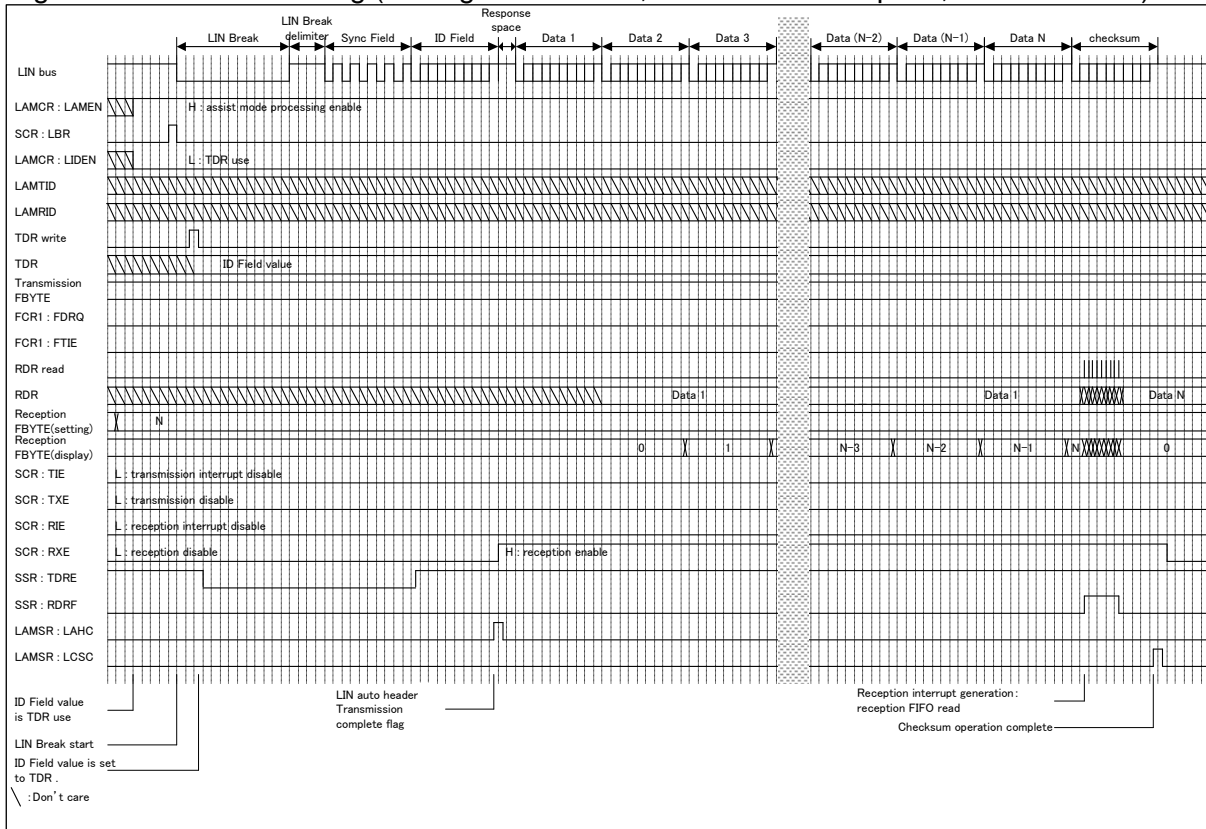 Response
space
LIN Break
delimiter
LIN Break
Sync Field
ID Field
Data 1
Data 2
Data 3
Data (N-2)
Data (N-1)
Data N
checksum
LIN bus
LAMCR : LAMEN
H : assist mode processing enable
SCR : LBR
LAMCR : LIDEN
L : TDR use
LAMTID
LAMRID
TDR write
TDR
ID Field value
Transmission
FBYTE
FCR1 : FDRQ
FCR1 : FTIE
RDR read
RDR
Data 1
Data 1
Data N
Reception
FBYTE(setting)
N
Reception
FBYTE(display)
0
1
N-3
N-2
N-1
N
0
SCR : TIE
L : transmission interrupt disable
SCR : TXE
L : transmission disable
SCR : RIE
L : reception interrupt disable
SCR : RXE
L : reception disable
H : reception enable
SSR : TDRE
SSR : RDRF
LAMSR : LAHC
LAMSR : LCSC
ID Field value
is TDR use
LIN auto header
Transmission
complete flag
Reception interrupt generation:
reception FIFO read
Checksum operation complete
LIN Break start
ID Field value is set
to TDR .
\ :Don't care